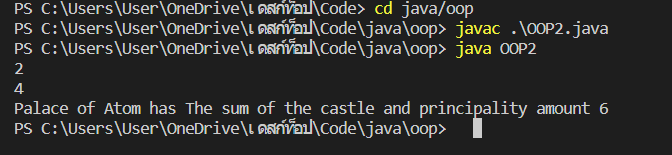 PS C:\Users\User\OneDrive\เดสก์ท็อป\Code> cd java/oop
PS C:\Users\User\OneDrive\เดสก์ท็อป\Code\java\oop> javac .\OOP2.java
PS C:\Users\User\OneDrive\เดสก์ท็อป\Code\java\oop> java OOP2
2
4
Palace of Atom has The sum of the castle and principality amount 6
PS C:\Users\User\OneDrive\เดสก์ท็อป\Code\java\oop>